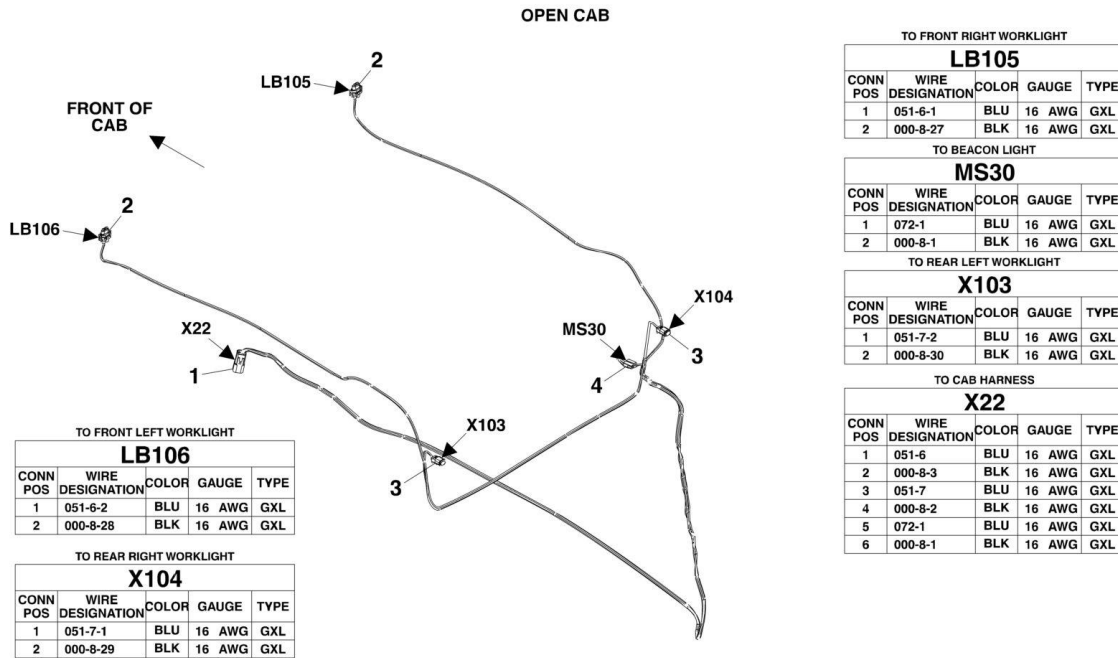 OPEN CAB
LB105
2
FRONT OF
CAB
2
LB106
X22
1
MS30
4
X104
3
X103
3
TO FRONT LEFT WORKLIGHT
LB106
CONN POS WIRE DESIGNATION COLOR GAUGE TYPE
1 051-6-2 BLU 16 AWG GXL
2 000-8-28 BLK 16 AWG GXL
TO REAR RIGHT WORKLIGHT
X104
CONN POS WIRE DESIGNATION COLOR GAUGE TYPE
1 051-7-1 BLU 16 AWG GXL
2 000-8-29 BLK 16 AWG GXL
TO FRONT RIGHT WORKLIGHT
LB105
CONN POS WIRE DESIGNATION COLOR GAUGE TYPE
1 051-6-1 BLU 16 AWG GXL
2 000-8-27 BLK 16 AWG GXL
TO BEACON LIGHT
MS30
CONN POS WIRE DESIGNATION COLOR GAUGE TYPE
1 072-1 BLU 16 AWG GXL
2 000-8-1 BLK 16 AWG GXL
TO REAR LEFT WORKLIGHT
X103
CONN POS WIRE DESIGNATION COLOR GAUGE TYPE
1 051-7-2 BLU 16 AWG GXL
2 000-8-30 BLK 16 AWG GXL
TO CAB HARNESS
X22
CONN POS WIRE DESIGNATION COLOR GAUGE TYPE
1 051-6 BLU 16 AWG GXL
2 000-8-3 BLK 16 AWG GXL
3 051-7 BLU 16 AWG GXL
4 000-8-2 BLK 16 AWG GXL
5 072-1 BLU 16 AWG GXL
6 000-8-1 BLK 16 AWG GXL